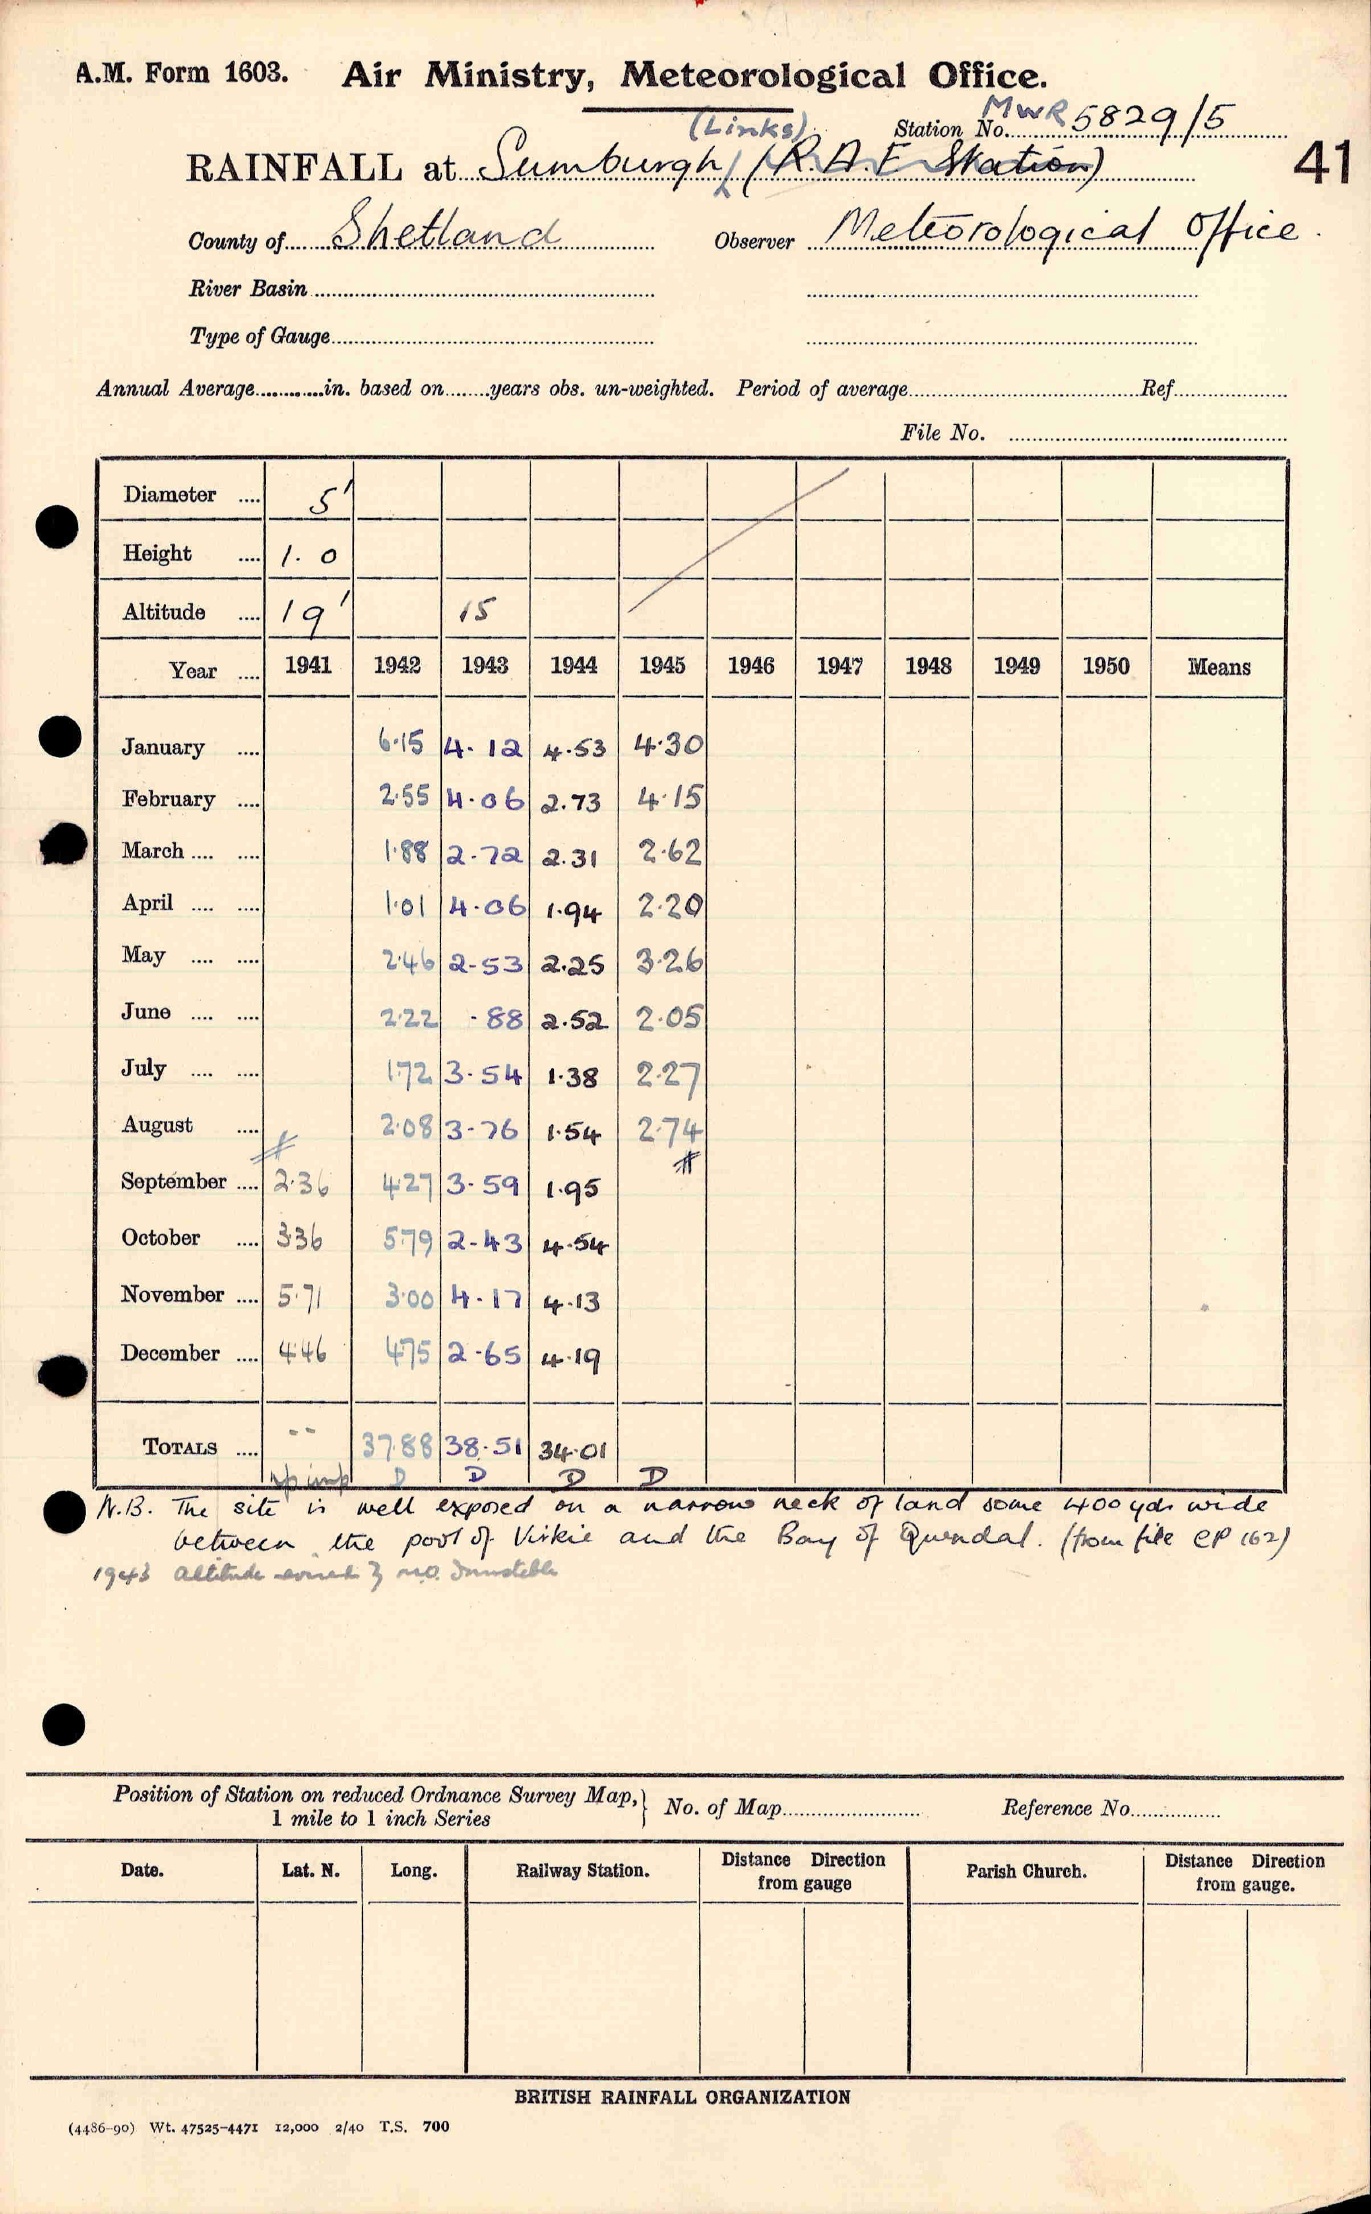 A.M. Form 1603. Air Ministry, Meteorological Office.
(Links) Station No. MWR 5829/5
41
RAINFALL at Sumburgh (R.A.F Station)
County of Shetland Observer Meteorological Office.
River Basin
Type of Gauge
Annual Average in. based on years obs. un-weighted. Period of average Ref
File No.
Diameter .... 5'
Height .... 1.0
Altitude .... 19' 15
Year .... 1941 1942 1943 1944 1945 1946 1947 1948 1949 1950 Means
January .... 6.15 4.12 4.53 4.30
February .... 2.55 4.06 2.73 4.15
March .... .... 1.88 2.72 2.31 2.62
April .... .... 1.01 4.06 1.94 2.20
May .... .... 2.46 2.53 2.25 3.26
June .... .... 2.22 .88 2.52 2.05
July .... .... 1.72 3.54 1.38 2.27
August .... 2.08 3.76 1.54 2.74
September .... 2.36 4.27 3.59 1.95
October .... 3.36 5.79 2.43 4.54
November .... 5.71 3.00 4.17 4.13
December .... 4.46 4.75 2.65 4.19
TOTALS .... -- 37.88 38.51 34.01
D D D D
N.B. The site is well exposed on a narrow neck of land some 400 yds wide
between the pool of Virkie and the Bay of Quendal. (from file CP 162)
1943 Altitude M.O. Dunstable
Position of Station on reduced Ordnance Survey Map,
1 mile to 1 inch Series } No. of Map Reference No.
Date. Lat. N. Long. Railway Station. Distance from gauge Direction Parish Church. Distance from gauge. Direction
BRITISH RAINFALL ORGANIZATION
(4486-90) Wt. 47525-4471 12,000 2/40 T.S. 700